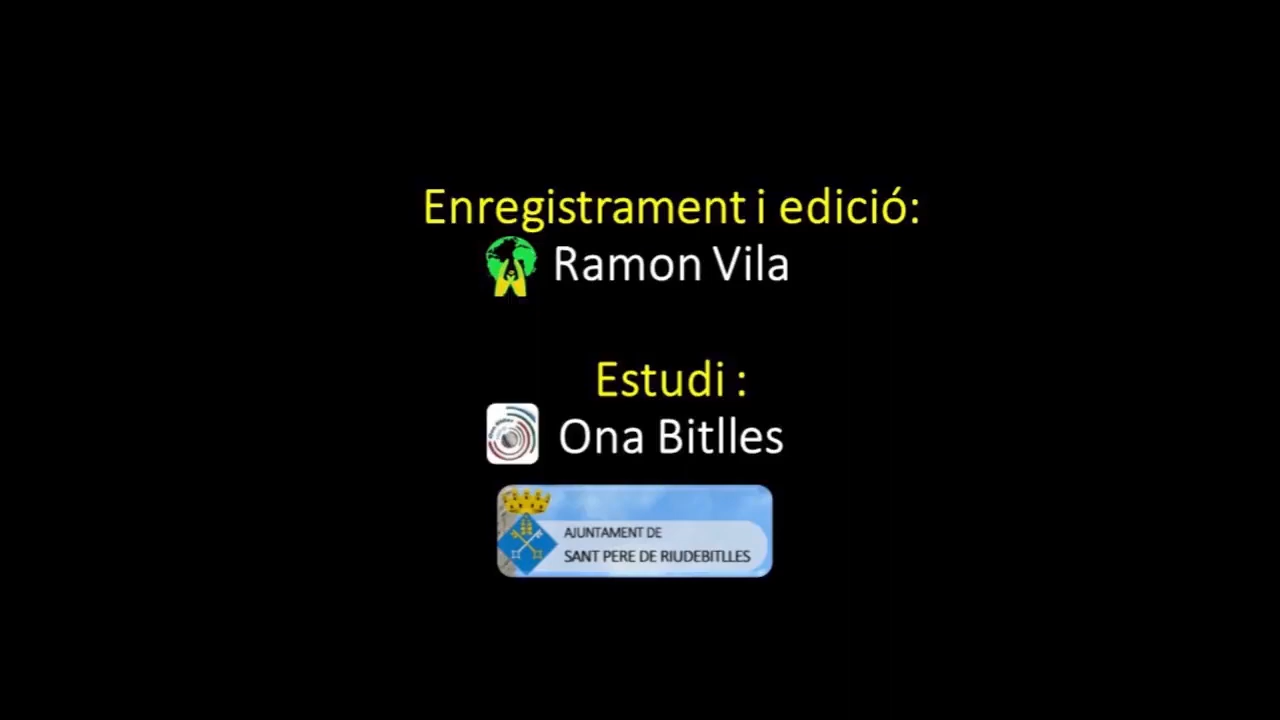 Enregistrament i edició:
Ramon Vila
Estudi :
Ona Bitlles
AJUNTAMENT DE
SANT PERE DE RIUDEBITLLES